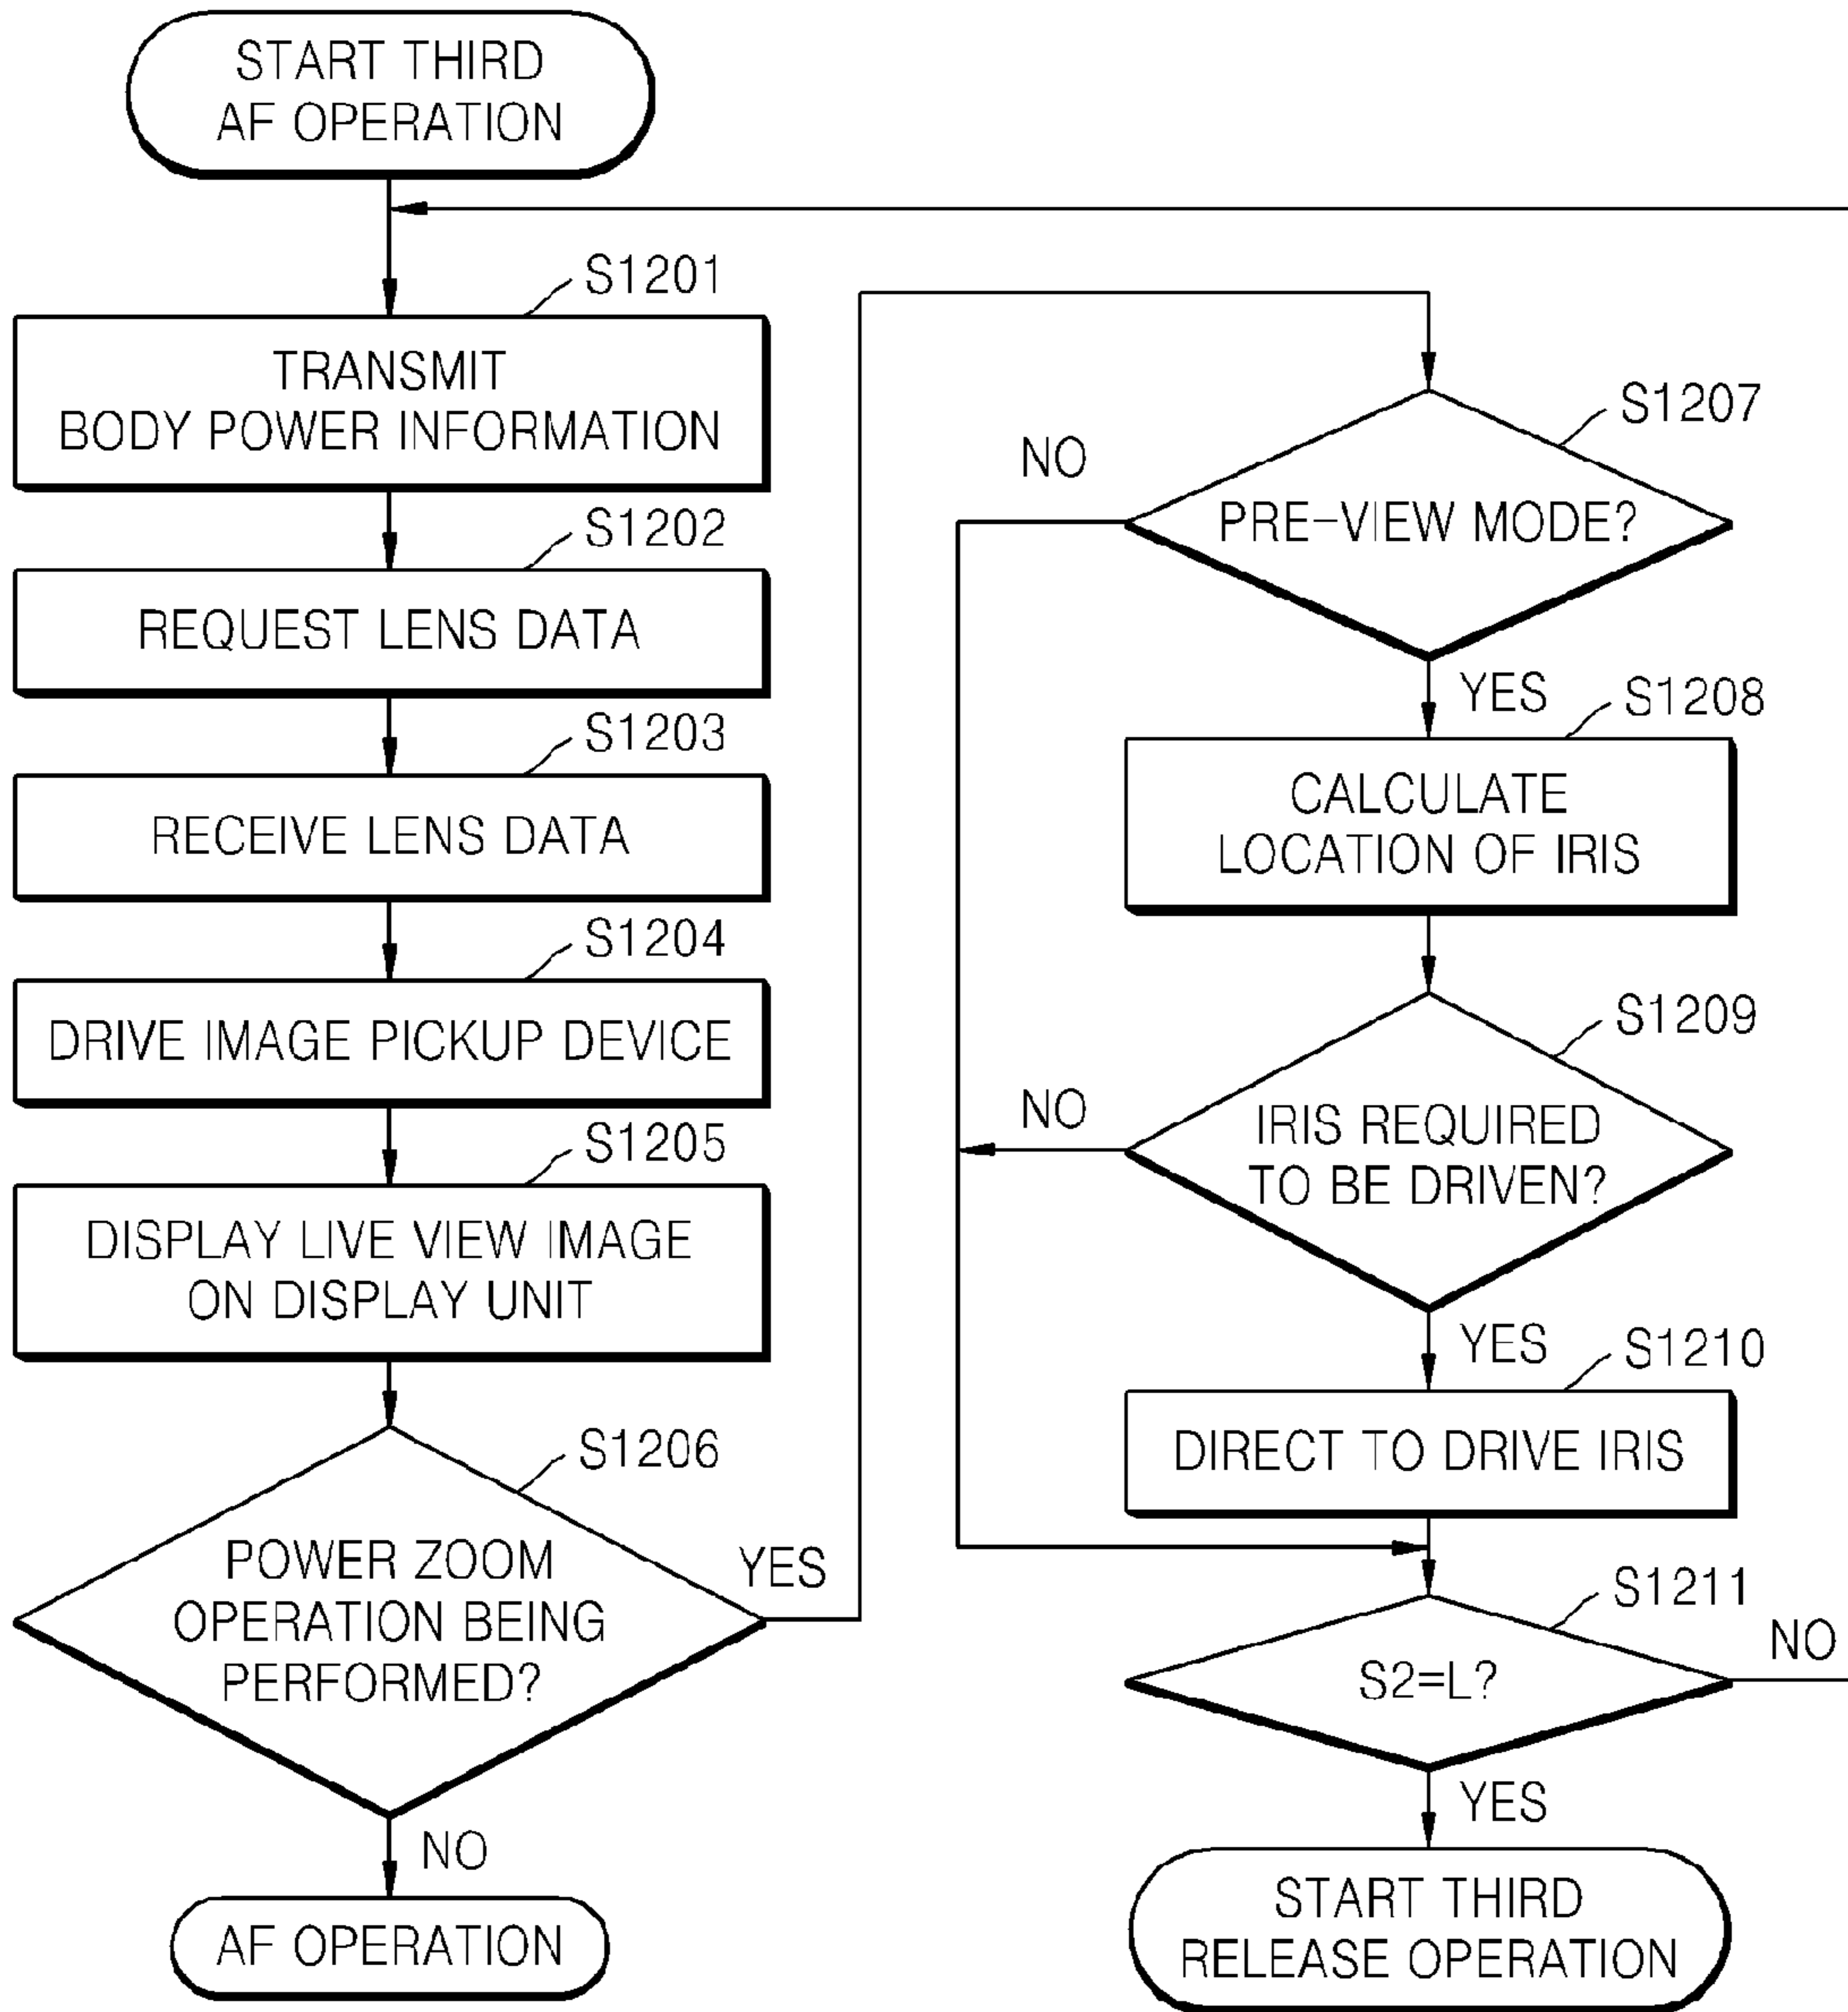 START THIRD
AF OPERATION
S1201
TRANSMIT
BODY POWER INFORMATION
S1202
REQUEST LENS DATA
S1203
RECEIVE LENS DATA
S1204
DRIVE IMAGE PICKUP DEVICE
S1205
DISPLAY LIVE VIEW IMAGE
ON DISPLAY UNIT
S1206
POWER ZOOM
OPERATION BEING
PERFORMED?
YES
NO
AF OPERATION
S1207
NO
PRE-VIEW MODE?
YES
S1208
CALCULATE
LOCATION OF IRIS
S1209
NO
IRIS REQUIRED
TO BE DRIVEN?
YES
S1210
DIRECT TO DRIVE IRIS
S1211
NO
S2=L?
YES
START THIRD
RELEASE OPERATION